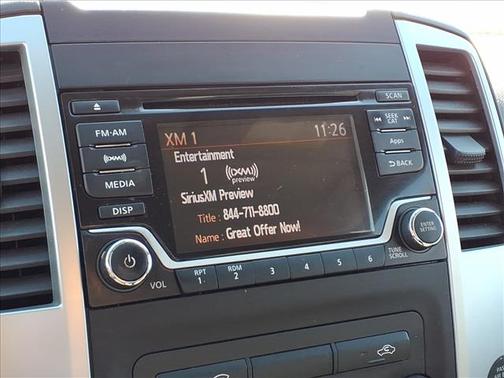 SCAN
FM·AM
XM
MEDIA
DISP
VOL
XM 1 11:26
Entertainment
1 ((XM)) preview
SiriusXM Preview
Title : 844-711-8800
Name : Great Offer Now!
SEEK
CAT
Apps
BACK
ENTER
SETTING
TUNE
SCROLL
RPT
1
RDM
2
3
4
5
6